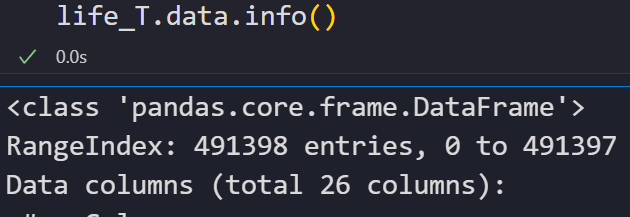 life_T.data.info()
0.0s
<class 'pandas.core.frame.DataFrame'>
RangeIndex: 491398 entries, 0 to 491397
Data columns (total 26 columns):